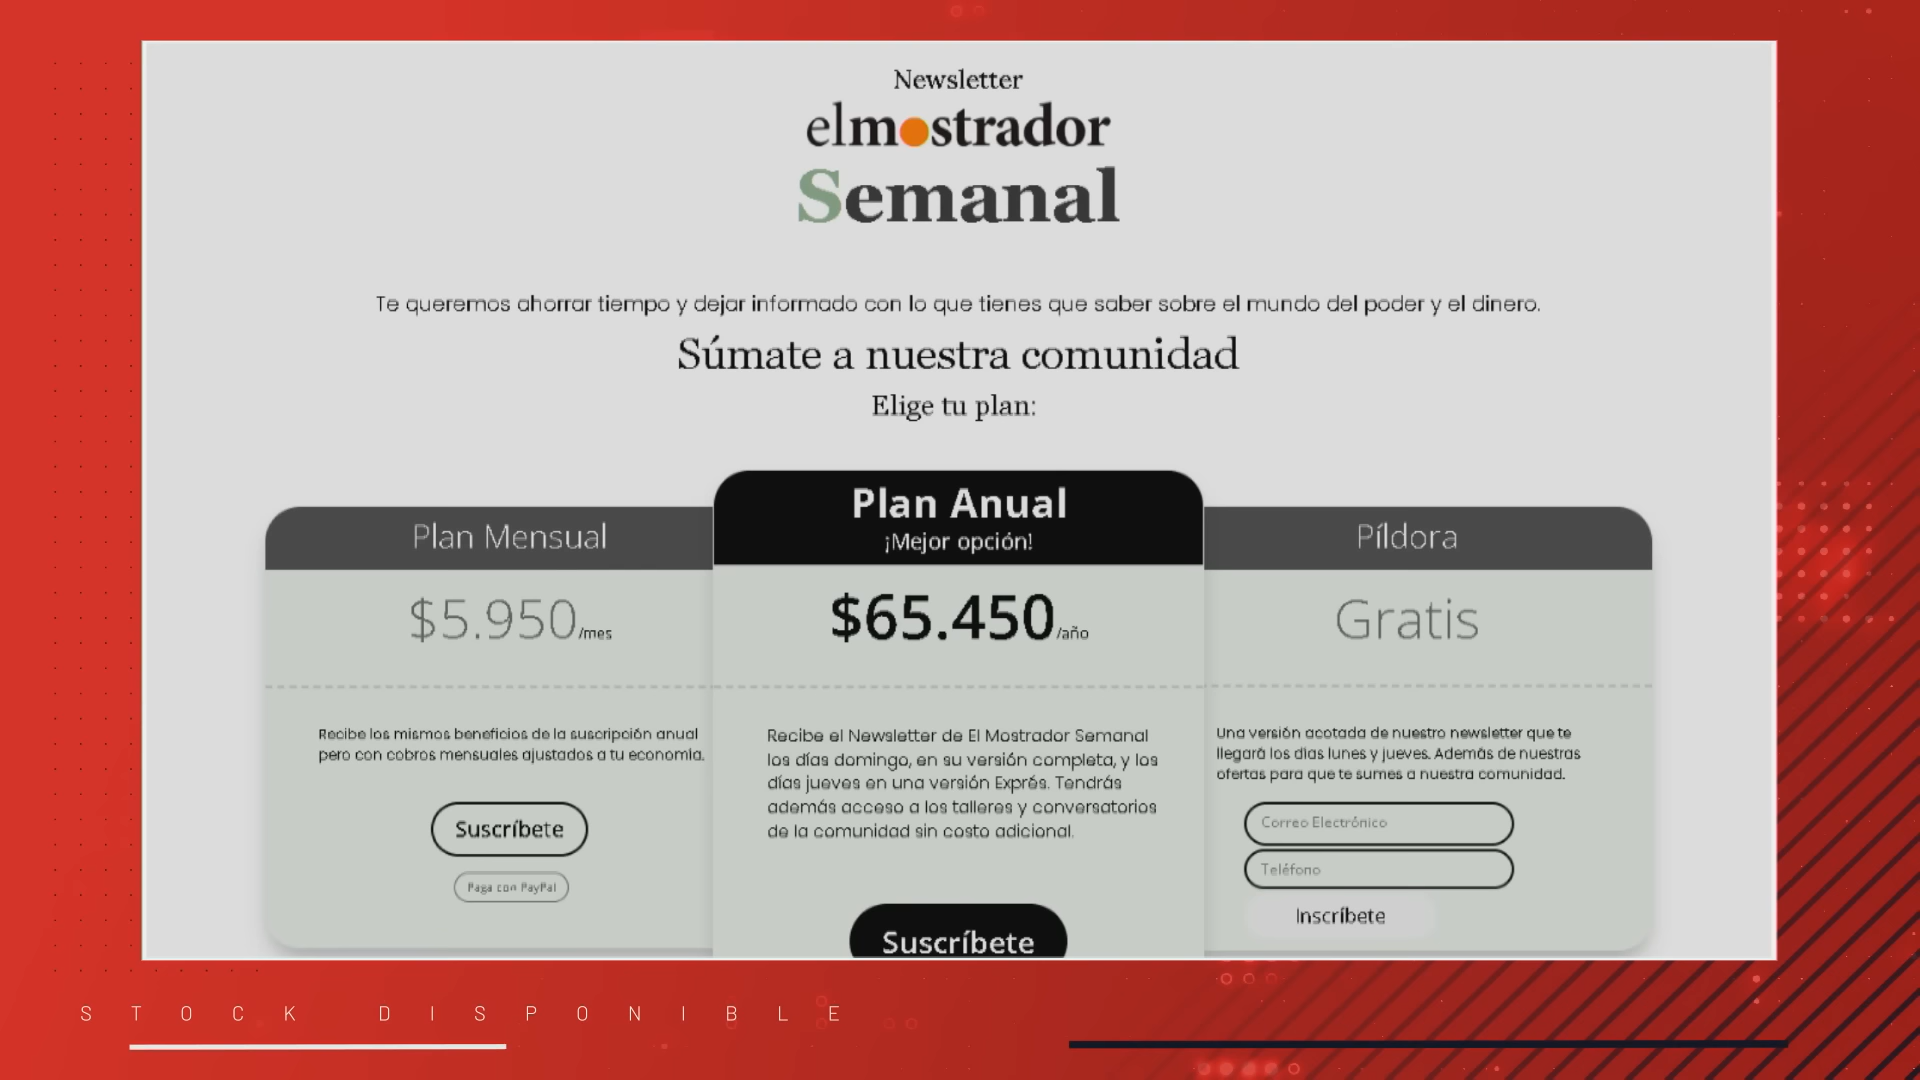 Newsletter
elmostrador
Semanal
Te queremos ahorrar tiempo y dejar informado con lo que tienes que saber sobre el mundo del poder y el dinero.
Súmate a nuestra comunidad
Elige tu plan:
Plan Mensual
$5.950/mes
Recibe los mismos beneficios de la suscripción anual
pero con cobros mensuales ajustados a tu economía.
Suscríbete
Paga con PayPal
Plan Anual
¡Mejor opción!
$65.450/año
Recibe el Newsletter de El Mostrador Semanal
los días domingo, en su versión completa, y los
días jueves en una versión Exprés. Tendrás
además acceso a los talleres y conversatorios
de la comunidad sin costo adicional.
Suscríbete
Píldora
Gratis
Una versión acotada de nuestro newsletter que te
llegará los días lunes y jueves. Además de nuestras
ofertas para que te sumes a nuestra comunidad.
Correo Electrónico
Teléfono
Inscríbete
STOCK DISPONIBLE